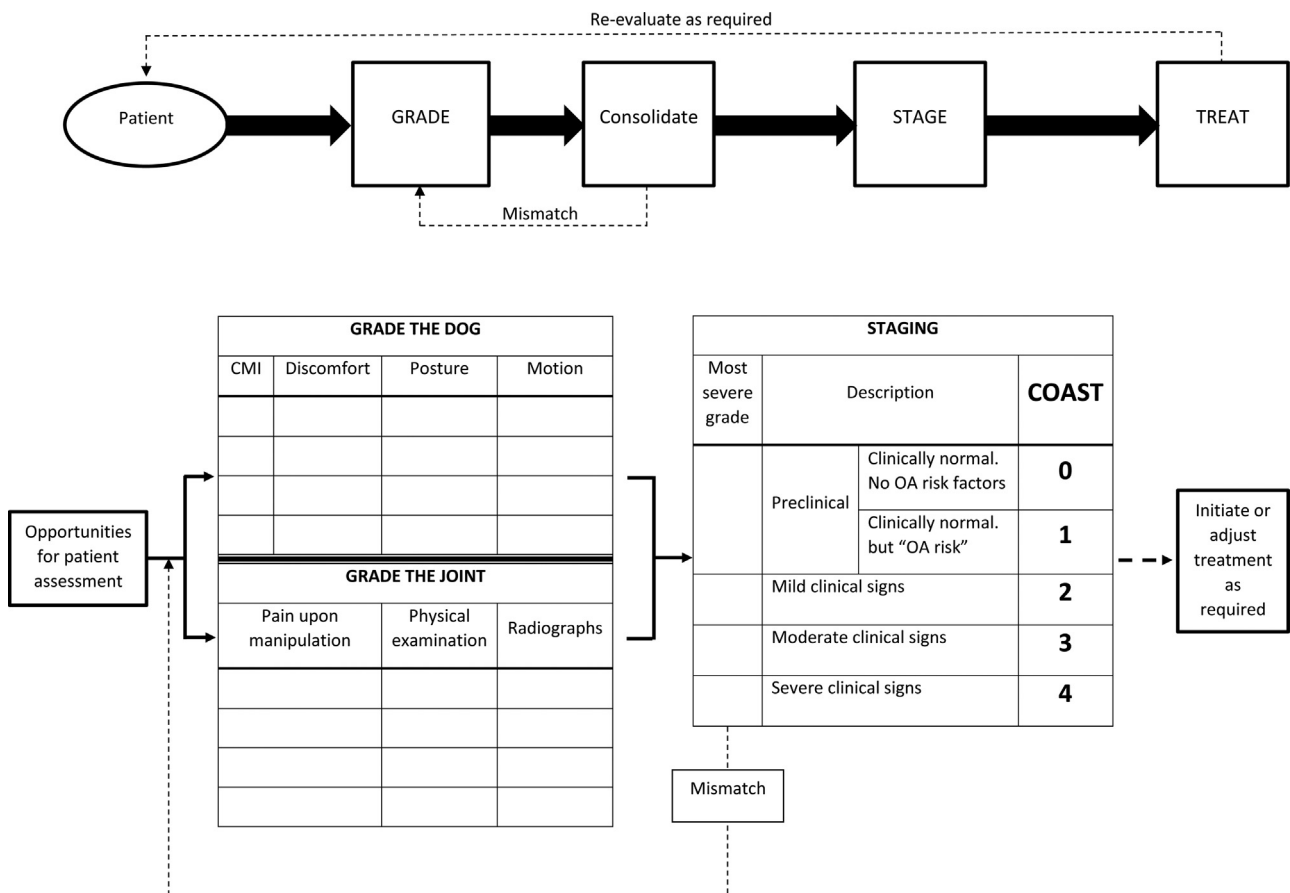 Re-evaluate as required
Patient
GRADE
Consolidate
STAGE
TREAT
Mismatch
Opportunities
for patient
assessment
GRADE THE DOG
CMI
Discomfort
Posture
Motion
GRADE THE JOINT
Pain upon
manipulation
Physical
examination
Radiographs
STAGING
Most
severe
grade
Description
COAST
Preclinical
Clinically normal.
No OA risk factors
0
Clinically normal.
but “OA risk”
1
Mild clinical signs
2
Moderate clinical signs
3
Severe clinical signs
4
Mismatch
Initiate or
adjust
treatment
as
required